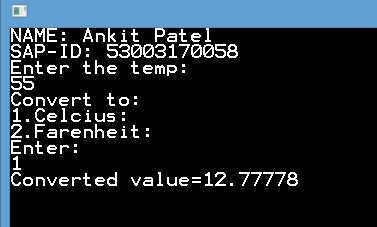 NAME: Ankit Patel
SAP-ID: 53003170058
Enter the temp:
55
Convert to:
1.Celcius:
2.Farenheit:
Enter:
1
Converted value=12.77778